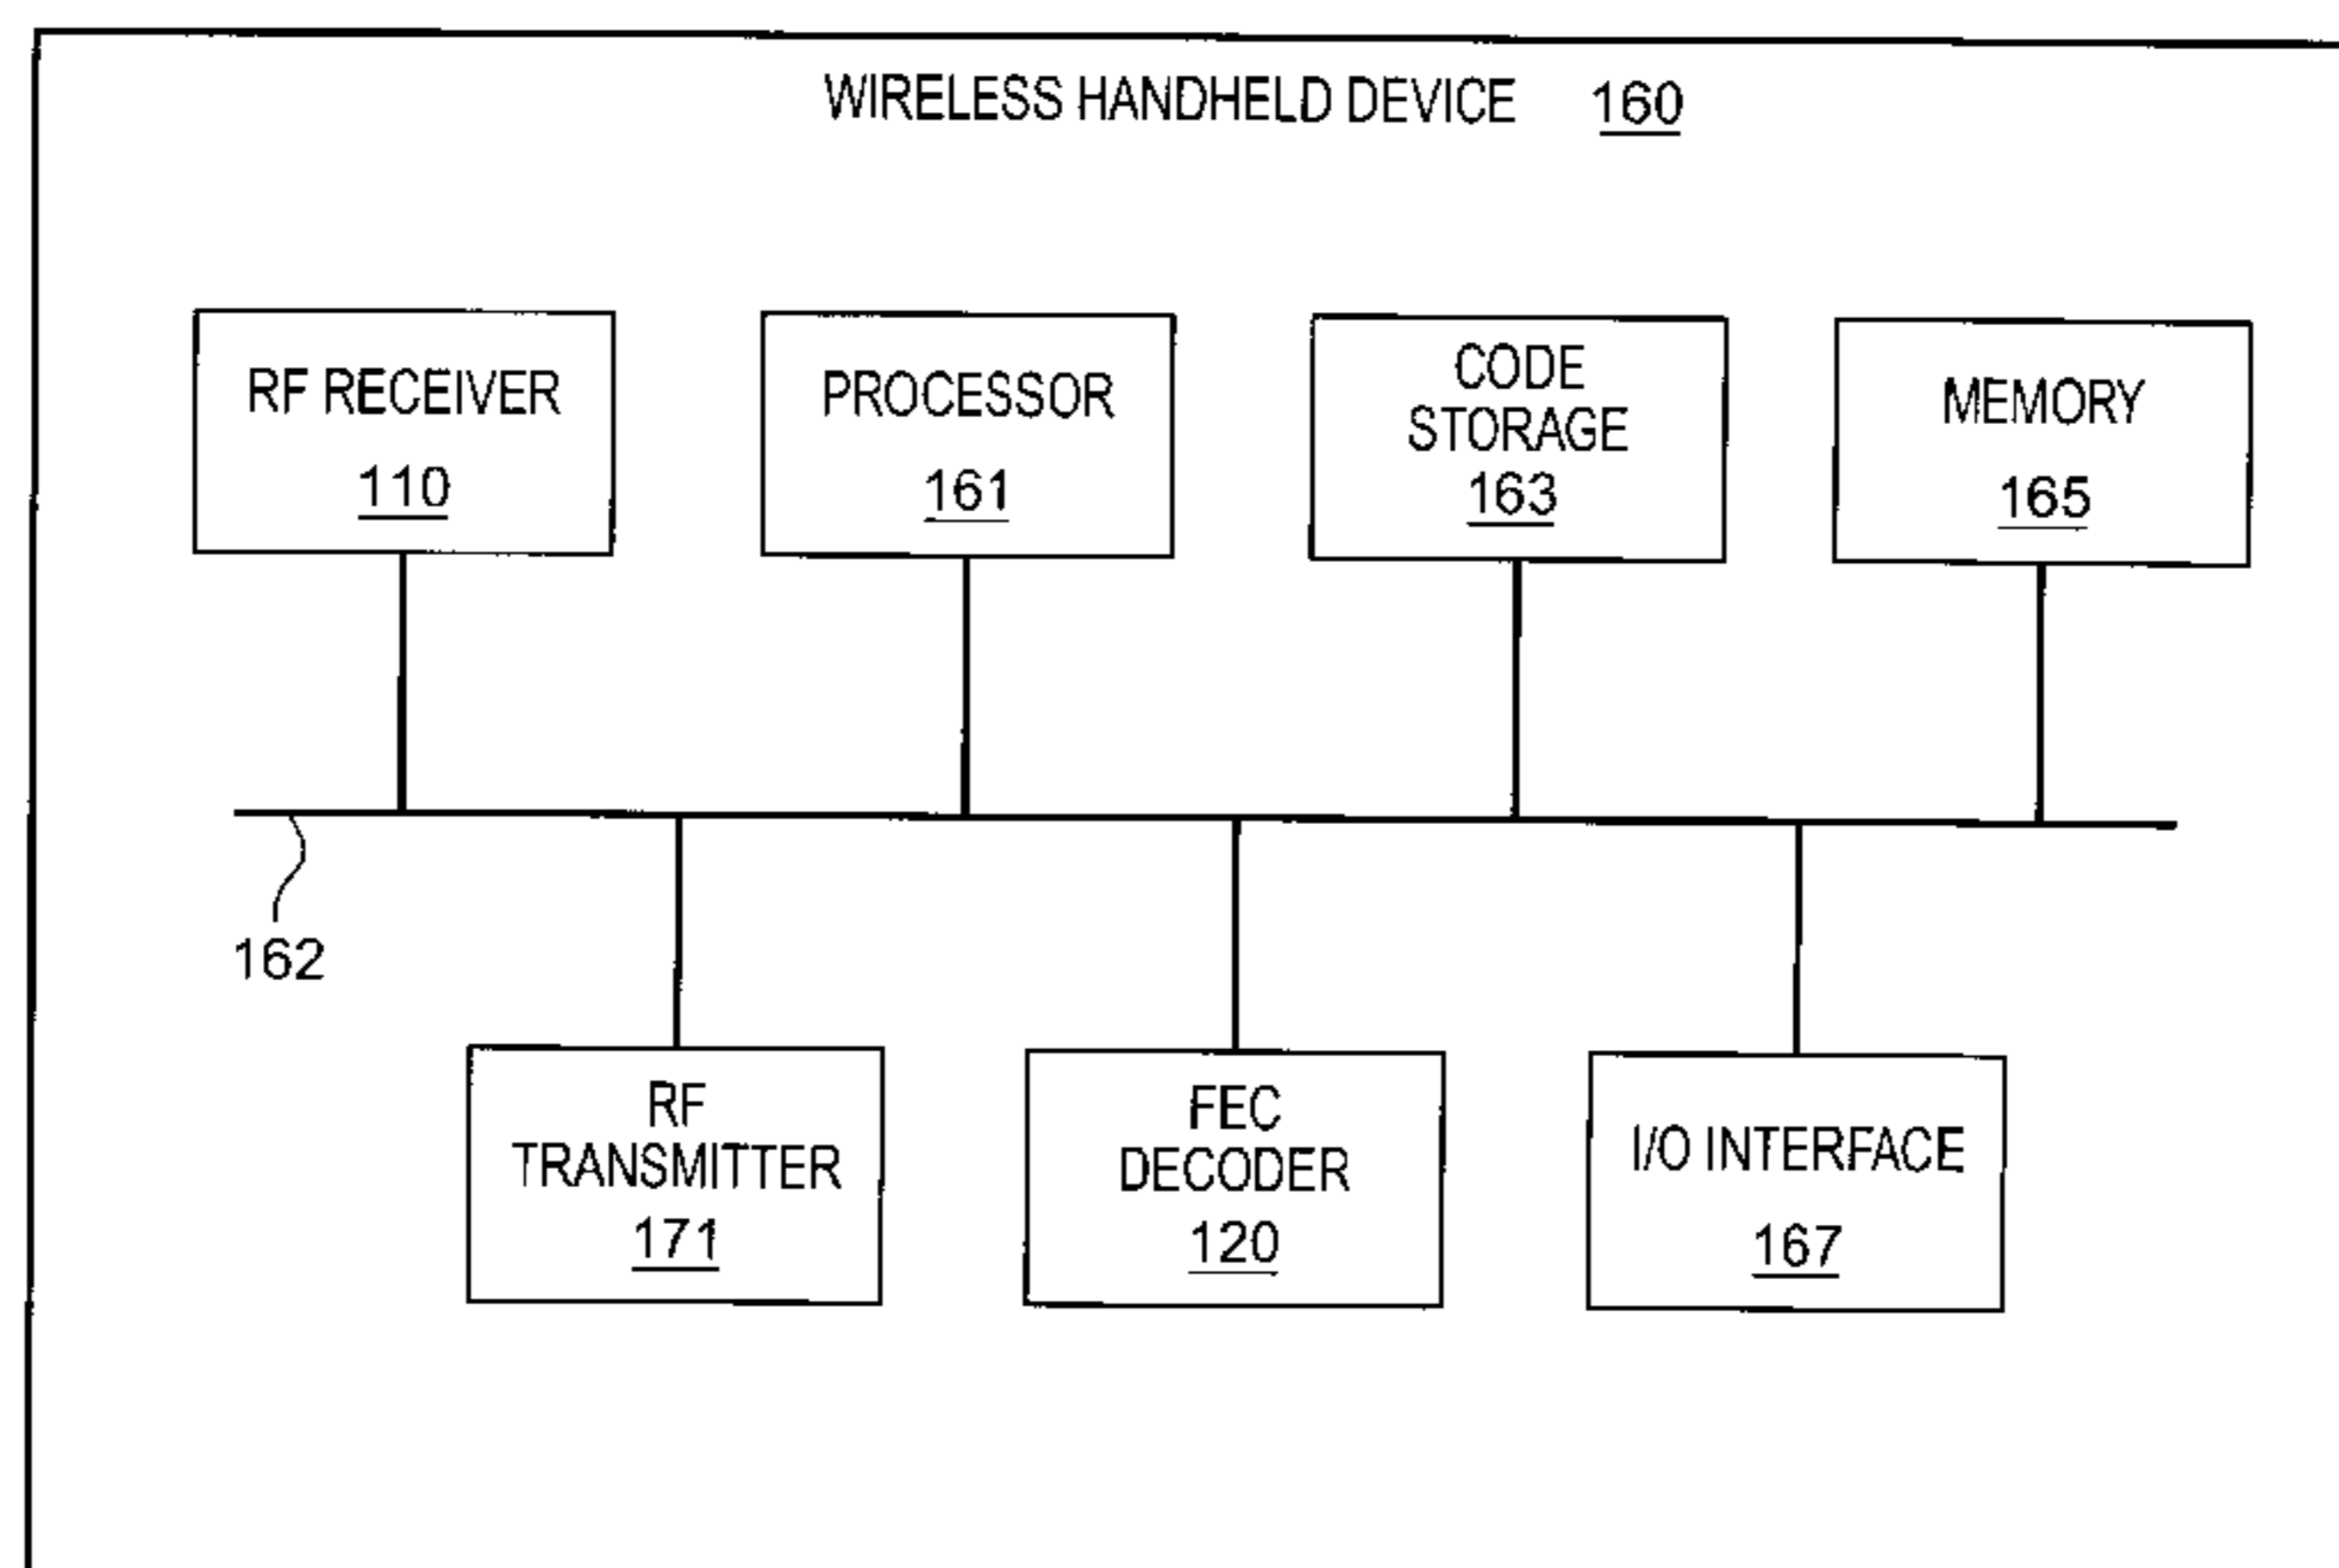 WIRELESS HANDHELD DEVICE 160
RF RECEIVER
110
PROCESSOR
161
CODE
STORAGE
163
MEMORY
165
162
RF
TRANSMITTER
171
FEC
DECODER
120
I/O INTERFACE
167